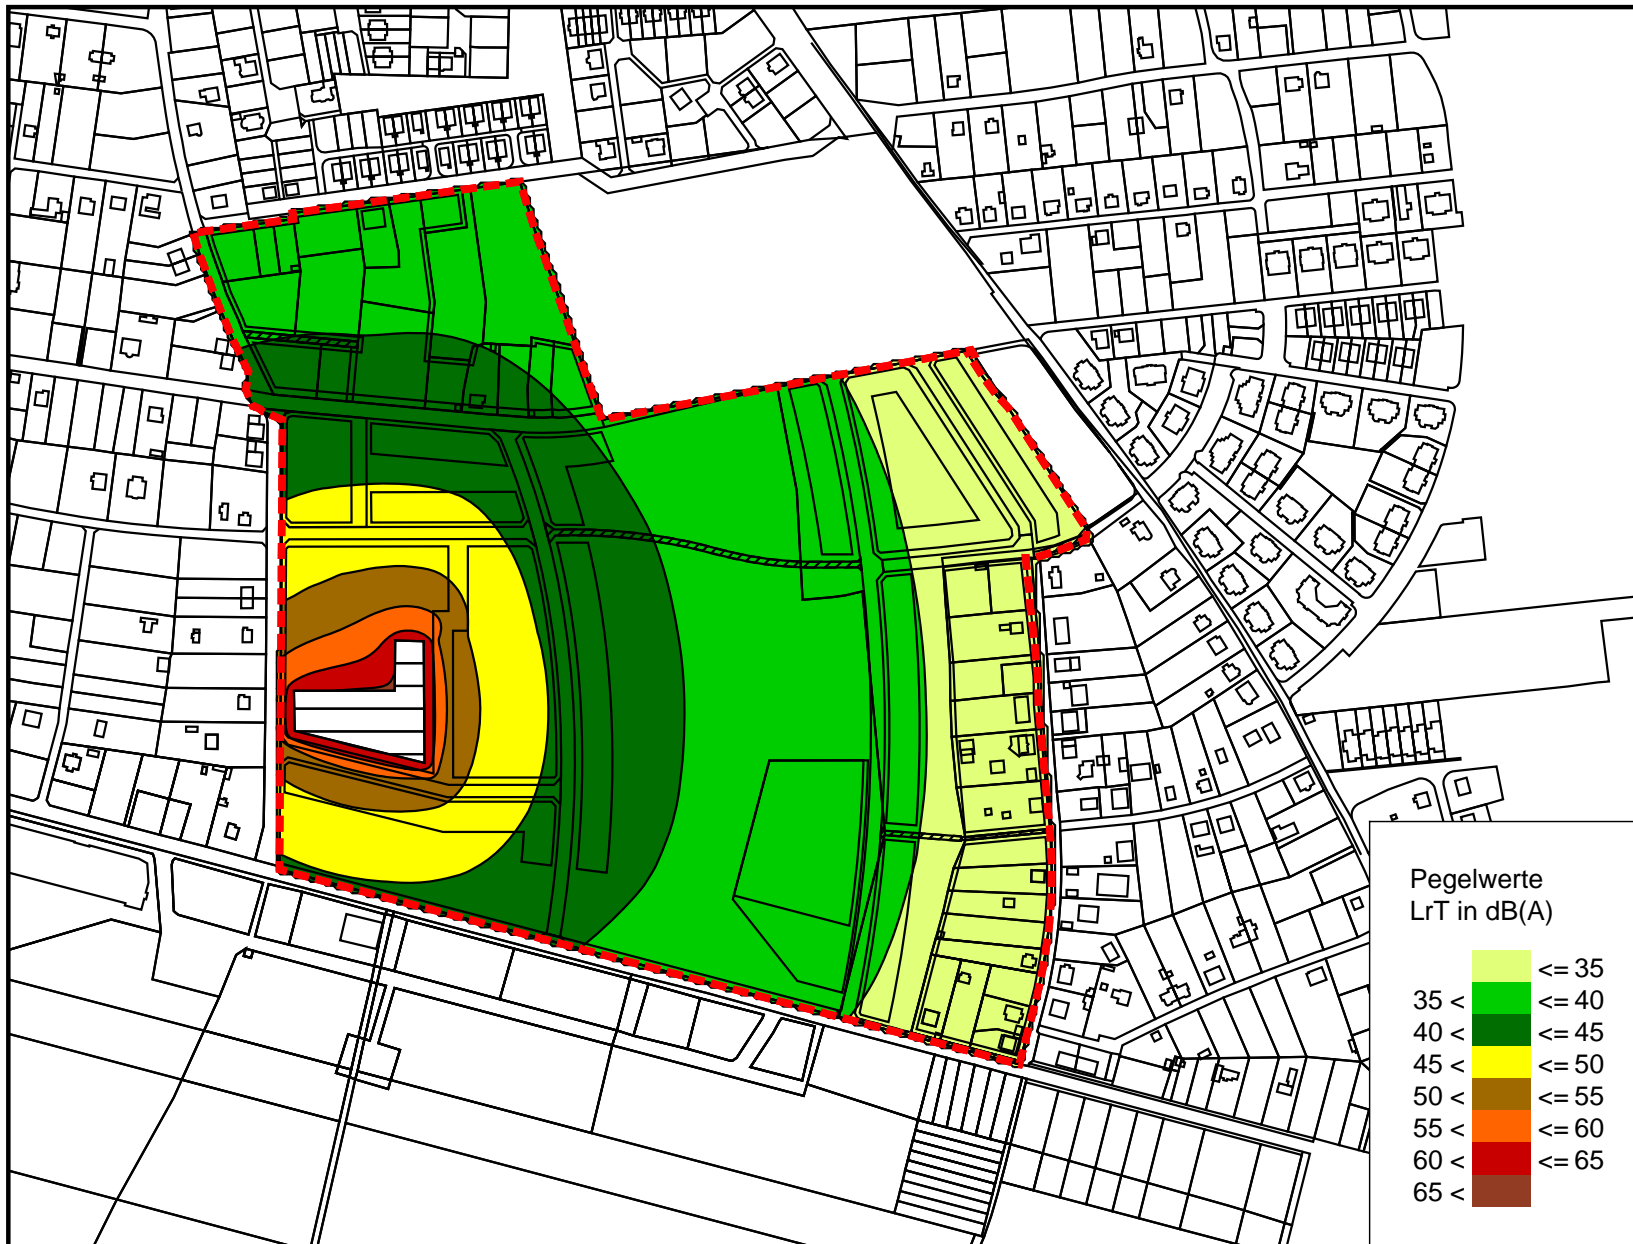 Pegelwerte
LrT in dB(A)
<= 35
35 < <= 40
40 < <= 45
45 < <= 50
50 < <= 55
55 < <= 60
60 < <= 65
65 <